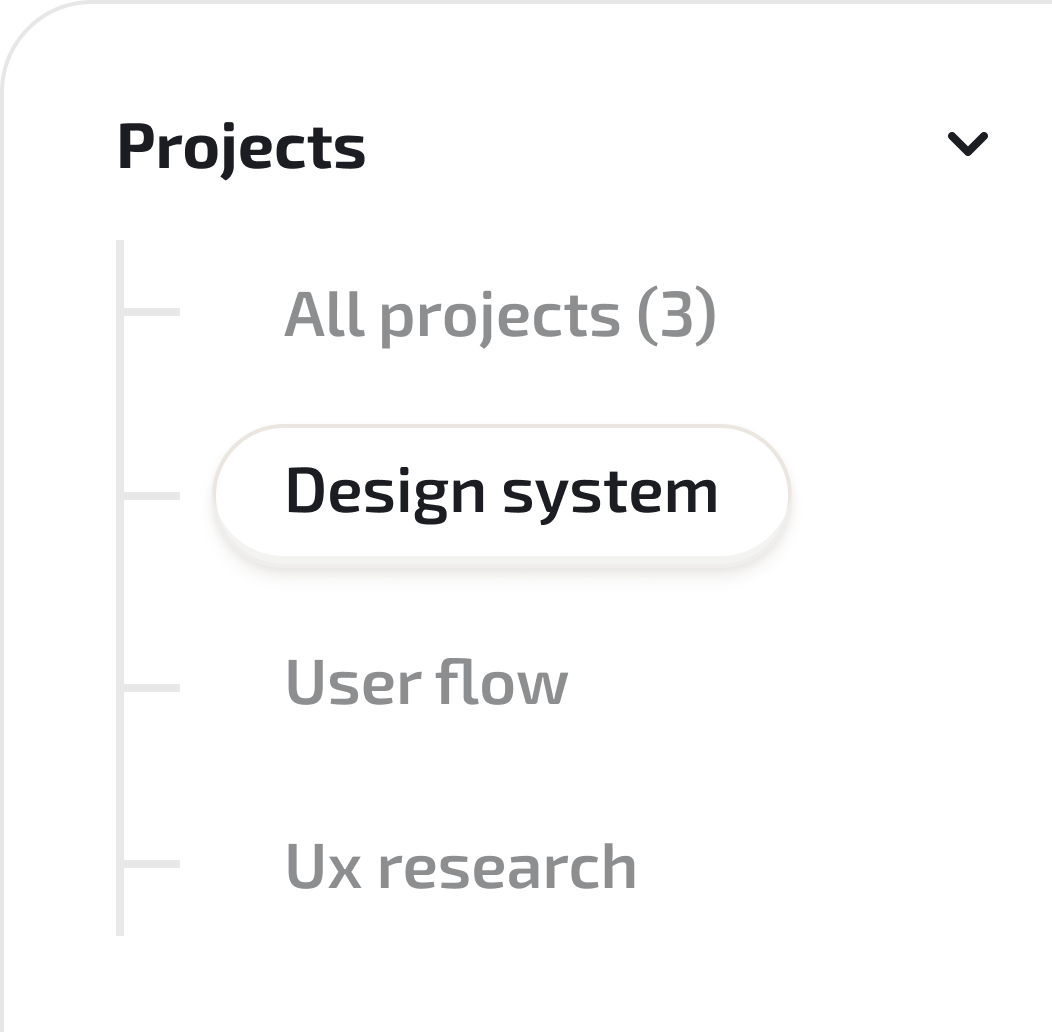 Projects
All projects (3)
Design system
User flow
Ux research